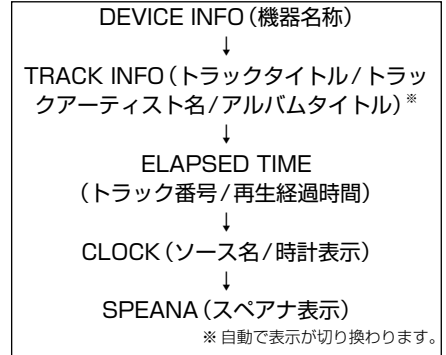 DEVICE INFO（機器名称）
↓
TRACK INFO（トラックタイトル/トラッ
クアーティスト名/アルバムタイトル）※
↓
ELAPSED TIME
（トラック番号/再生経過時間）
↓
CLOCK（ソース名/時計表示）
↓
SPEANA（スペアナ表示）
※ 自動で表示が切り換わります。